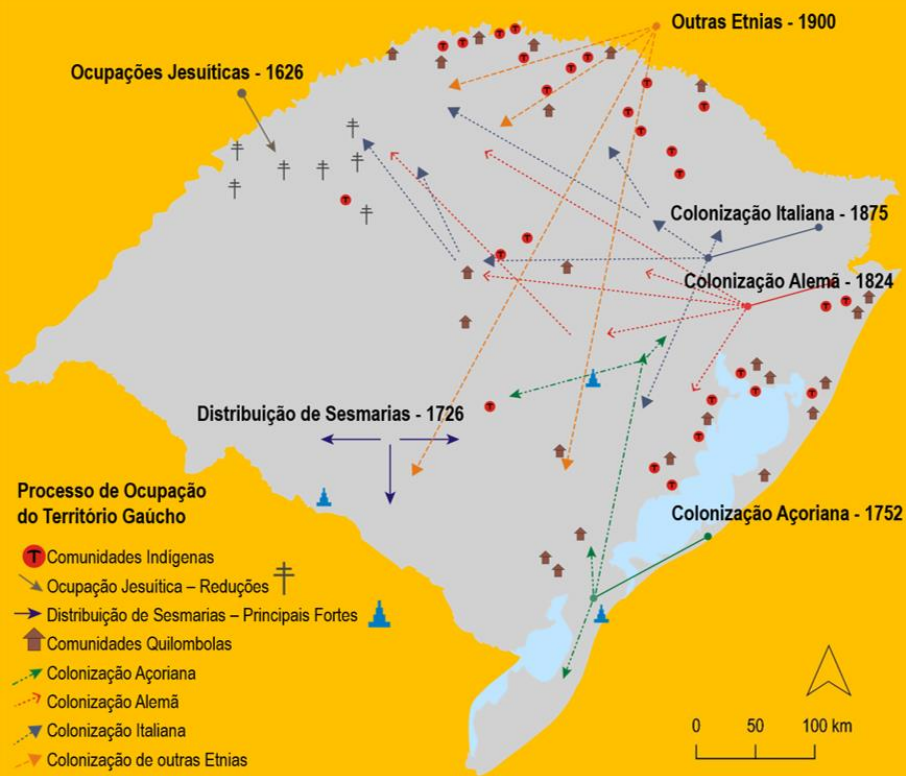 Outras Etnias - 1900
Ocupações Jesuíticas - 1626
Colonização Italiana - 1875
Colonização Alemã - 1824
Distribuição de Sesmarias - 1726
Colonização Açoriana - 1752
Processo de Ocupação
do Território Gaúcho
Comunidades Indígenas
Ocupação Jesuítica – Reduções
Distribuição de Sesmarias – Principais Fortes
Comunidades Quilombolas
Colonização Açoriana
Colonização Alemã
Colonização Italiana
Colonização de outras Etnias
0 50 100 km